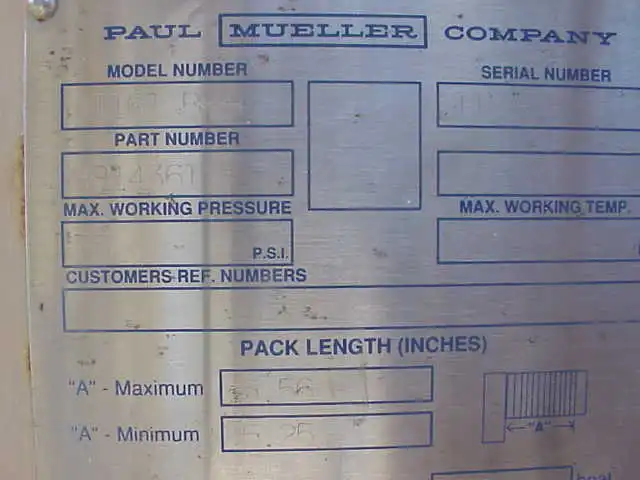 PAUL MUELLER COMPANY
MODEL NUMBER SERIAL NUMBER
PART NUMBER
MAX. WORKING PRESSURE MAX. WORKING TEMP.
P.S.I.
CUSTOMERS REF. NUMBERS
PACK LENGTH (INCHES)
"A" - Maximum
"A" - Minimum
"A"